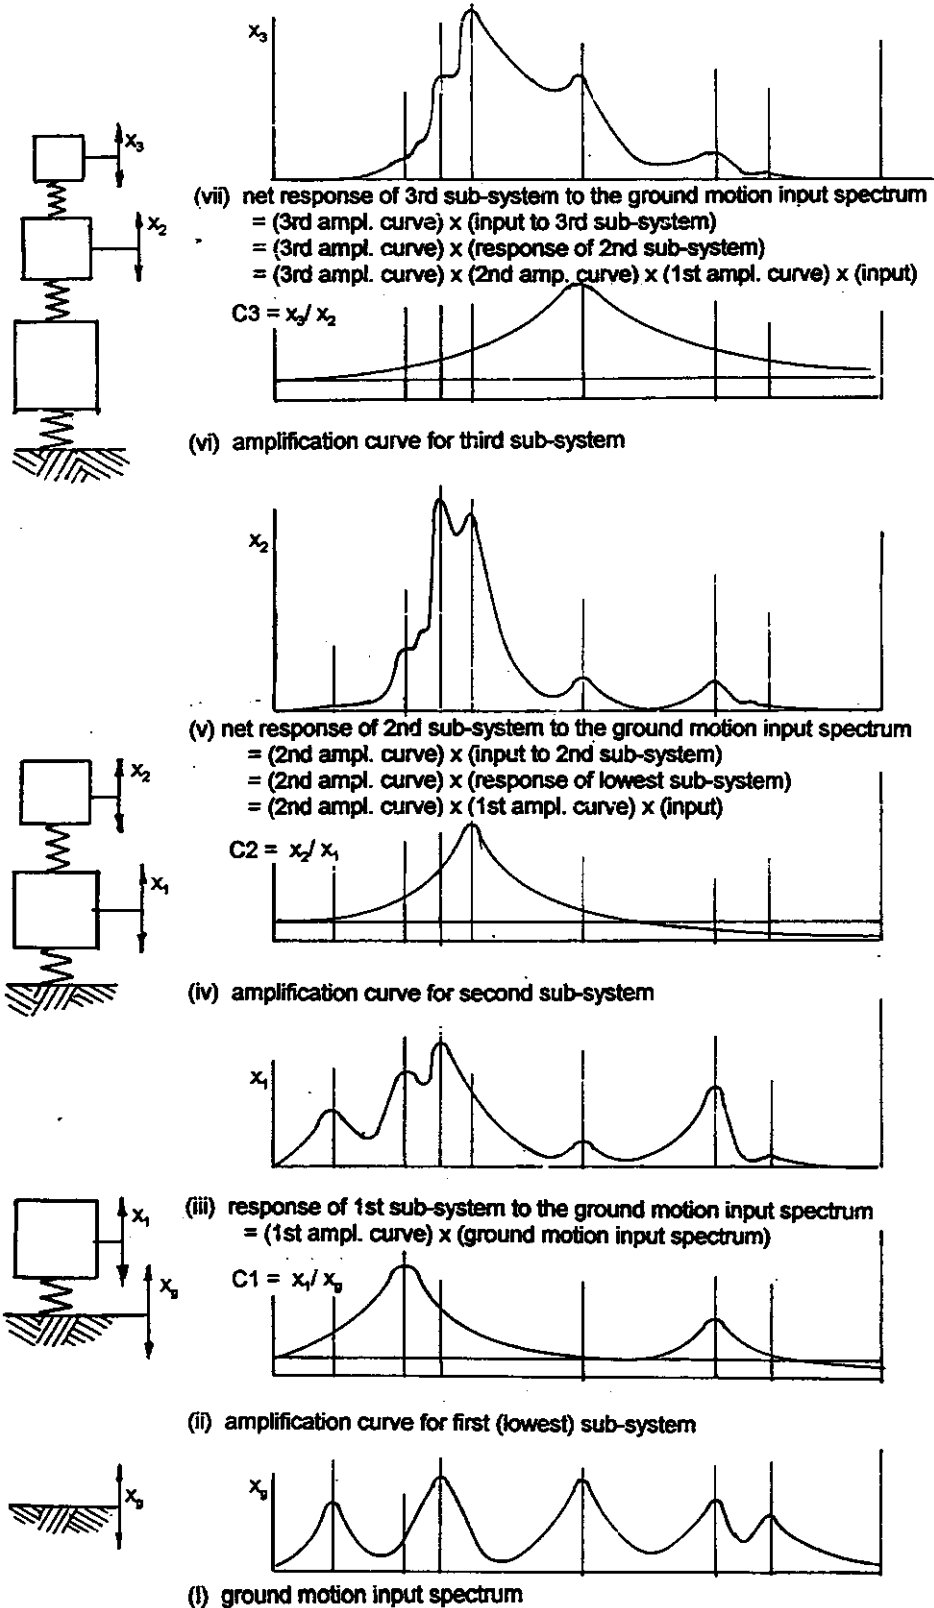 x₃
x₃
x₂
(vii) net response of 3rd sub-system to the ground motion input spectrum
= (3rd ampl. curve) x (input to 3rd sub-system)
= (3rd ampl. curve) x (response of 2nd sub-system)
= (3rd ampl. curve) x (2nd amp. curve) x (1st ampl. curve) x (input)
C3 = x₃/ x₂
(vi) amplification curve for third sub-system
x₂
(v) net response of 2nd sub-system to the ground motion input spectrum
= (2nd ampl. curve) x (input to 2nd sub-system)
= (2nd ampl. curve) x (response of lowest sub-system)
= (2nd ampl. curve) x (1st ampl. curve) x (input)
x₂
x₁
C2 = x₂/ x₁
(iv) amplification curve for second sub-system
x₁
(iii) response of 1st sub-system to the ground motion input spectrum
= (1st ampl. curve) x (ground motion input spectrum)
x₁
x₉
C1 = x₁/ x₉
(ii) amplification curve for first (lowest) sub-system
x₉
x₉
(i) ground motion input spectrum